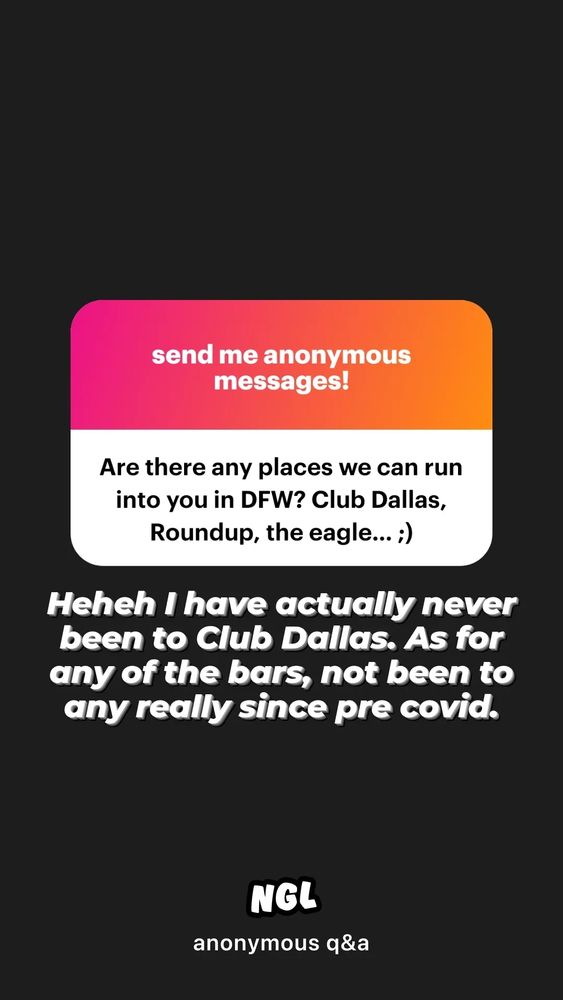 send me anonymous
messages!
Are there any places we can run
into you in DFW? Club Dallas,
Roundup, the eagle... ;)
Heheh I have actually never
been to Club Dallas. As for
any of the bars, not been to
any really since pre covid.
NGL
anonymous q&a